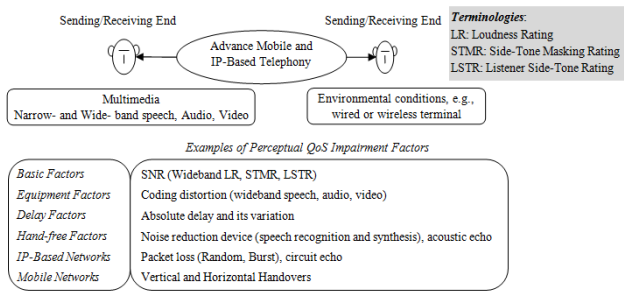 Sending/Receiving End
Sending/Receiving End
Advance Mobile and
IP-Based Telephony
Terminologies:
LR: Loudness Rating
STMR: Side-Tone Masking Rating
LSTR: Listener Side-Tone Rating
Multimedia
Narrow- and Wide- band speech, Audio, Video
Environmental conditions, e.g.,
wired or wireless terminal
Examples of Perceptual QoS Impairment Factors
Basic Factors SNR (Wideband LR, STMR, LSTR)
Equipment Factors Coding distortion (wideband speech, audio, video)
Delay Factors Absolute delay and its variation
Hand-free Factors Noise reduction device (speech recognition and synthesis), acoustic echo
IP-Based Networks Packet loss (Random, Burst), circuit echo
Mobile Networks Vertical and Horizontal Handovers